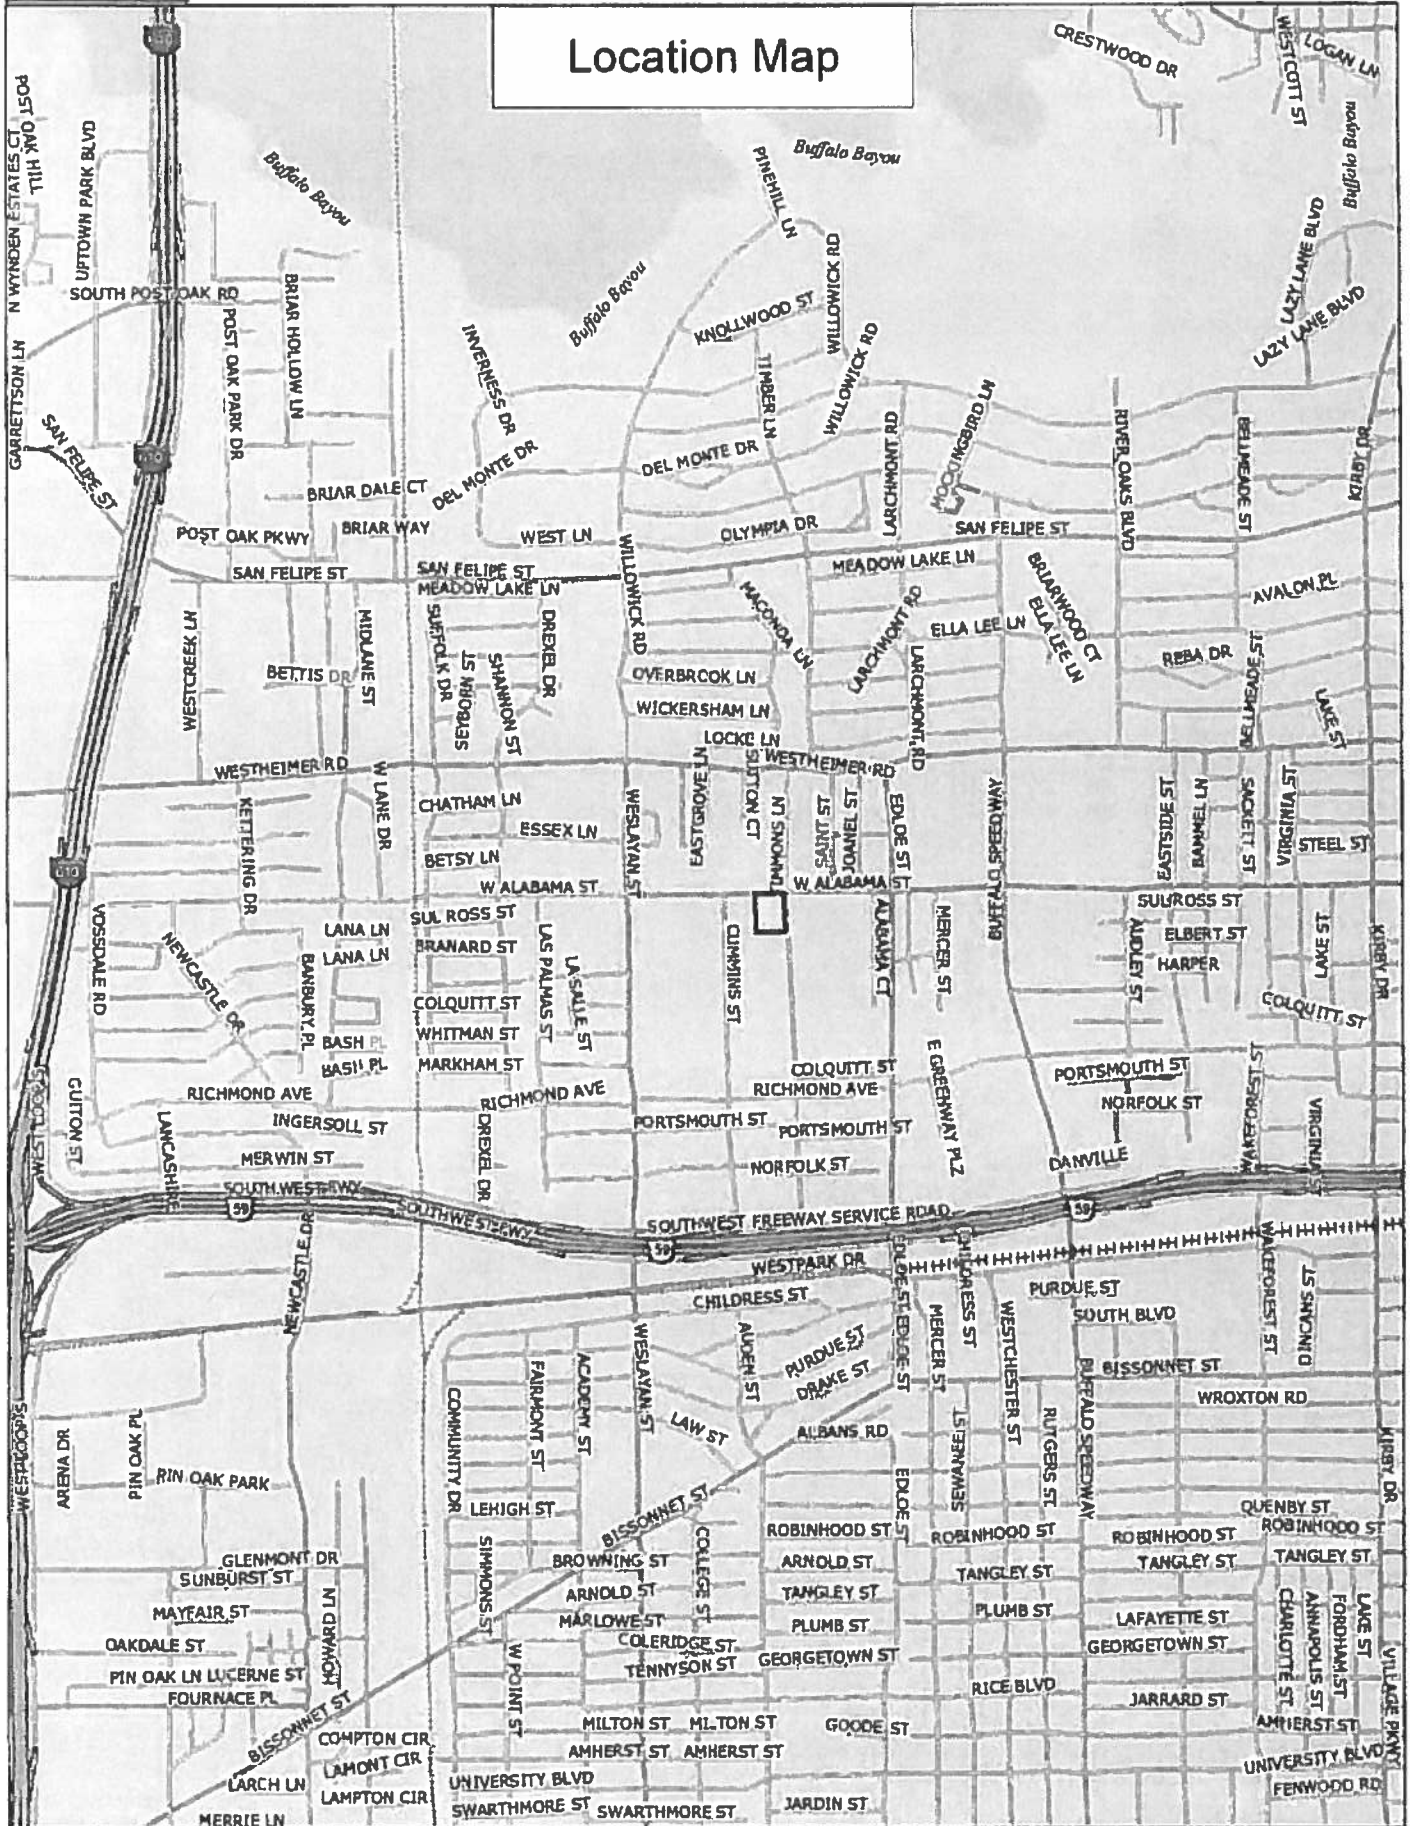 Location Map
CRESTWOOD DR
WESTCOTT ST
LOGAN LN
POST OAK HILL
N WYNDEN ESTATES CT
UPTOWN PARK BLVD
Buffalo Bayou
Buffalo Bayou
Buffalo Bayou
Buffalo Bayou
PINEHILL LN
WILLOWICK RD
LAZY LANE BLVD
LAZY LANE BLVD
SOUTH POST OAK RD
BRIAR HOLLOW LN
POST OAK PARK DR
KNOLLWOOD ST
TIMBER LN
WILLOWICK RD
INVERNESS DR
GARRETTSON LN
SAN FELIPE ST
DEL MONTE DR
DEL MONTE DR
LARCHMONT RD
MOCKINGBIRD LN
RIVER OAKS BLVD
BELLMEADE ST
KIRBY DR
BRIAR DALE CT
POST OAK PKWY
BRIAR WAY
WEST LN
OLYMPIA DR
SAN FELIPE ST
SAN FELIPE ST
SAN FELIPE ST
MEADOW LAKE LN
MEADOW LAKE LN
WILLOWICK RD
MACONDA LN
LARCHMONT RD
ELLA LEE LN
BRIARWOOD CT
ELLA LEE LN
AVALON PL
WESTCREEK LN
MIDLANE ST
SUFFOLK DR
SEYBORN ST
SHANNON ST
DREXEL DR
BETTIS DR
OVERBROOK LN
WICKERSHAM LN
LOCKE LN
LARCHMONT RD
REBA DR
BELLMEADE ST
LAKE ST
WESTHEIMER RD
WESTHEIMER RD
W LANE DR
KETTERING DR
CHATHAM LN
ESSEX LN
BETSY LN
WESLAYAN ST
EASTGROVE LN
SUTTON CT
TIMMONS LN
SAINT ST
JOANEL ST
EDLOE ST
BUFFALO SPEEDWAY
EASTSIDE ST
BAMMEL LN
SACKETT ST
VIRGINIA ST
STEEL ST
W ALABAMA ST
W ALABAMA ST
SUL ROSS ST
SULROSS ST
VOSSDALE RD
NEWCASTLE DR
LANA LN
LANA LN
BANBURY PL
BRANARD ST
LAS PALMAS ST
LA SALLE ST
CUMMINS ST
ALABAMA CT
MERCER ST
AUDLEY ST
ELBERT ST
HARPER
LAKE ST
KIRBY DR
COLQUITT ST
COLQUITT ST
WHITMAN ST
BASH PL
BASH PL
MARKHAM ST
COLQUITT ST
RICHMOND AVE
RICHMOND AVE
RICHMOND AVE
E GREENWAY PLZ
PORTSMOUTH ST
NORFOLK ST
WAKEFOREST ST
VIRGINIA ST
GUITON ST
WEST LOOP S
LANCASHIRE
INGERSOLL ST
MERWIN ST
DREXEL DR
PORTSMOUTH ST
PORTSMOUTH ST
NORFOLK ST
DANVILLE
SOUTHWEST FWY
59
SOUTHWEST FWY
SOUTHWEST FREEWAY SERVICE ROAD
59
59
WESTPARK DR
CHILDRESS ST
CHILDRESS ST
NEWCASTLE DR
EDLOE ST
EDLOE ST
MERCER ST
WESTCHESTER ST
PURDUE ST
SOUTH BLVD
WAKEFOREST ST
DINCANS ST
WESLAYAN ST
AUDEN ST
PURDUE ST
DRAKE ST
BUFFALO SPEEDWAY
BISSONNET ST
WROXTON RD
COMMUNITY DR
FAIRMONT ST
ACADEMY ST
LAW ST
ALBANS RD
SEWANEE ST
RUTGERS ST
KIRBY DR
WEST LOOP S
ARENA DR
PIN OAK PL
PIN OAK PARK
LEHIGH ST
BISSONNET ST
EDLOE ST
QUENBY ST
ROBINHOOD ST
ROBINHOOD ST
ROBINHOOD ST
ROBINHOOD ST
GLENMONT DR
SUNBURST ST
SIMMONS ST
BROWNING ST
COLLEGE ST
ARNOLD ST
ARNOLD ST
TANGLEY ST
TANGLEY ST
TANGLEY ST
TANGLEY ST
MAYFAIR ST
HOWARD LN
MARLOWE ST
PLUMB ST
PLUMB ST
LAFAYETTE ST
CHARLOTTE ST
ANNAPOLIS ST
FORDHAM ST
LAKE ST
OAKDALE ST
COLERIDGE ST
TENNYSON ST
GEORGETOWN ST
GEORGETOWN ST
PIN OAK LN
LUCERNE ST
FOURNACE PL
W POINT ST
RICE BLVD
JARRARD ST
VILLAGE PKWY
BISSONNET ST
COMPTON CIR
MILTON ST
MILTON ST
GOODE ST
AMHERST ST
LAMONT CIR
AMHERST ST
AMHERST ST
LARCH LN
LAMPTON CIR
UNIVERSITY BLVD
UNIVERSITY BLVD
FENWOOD RD
SWARTHMORE ST
SWARTHMORE ST
JARDIN ST
MERRIE LN